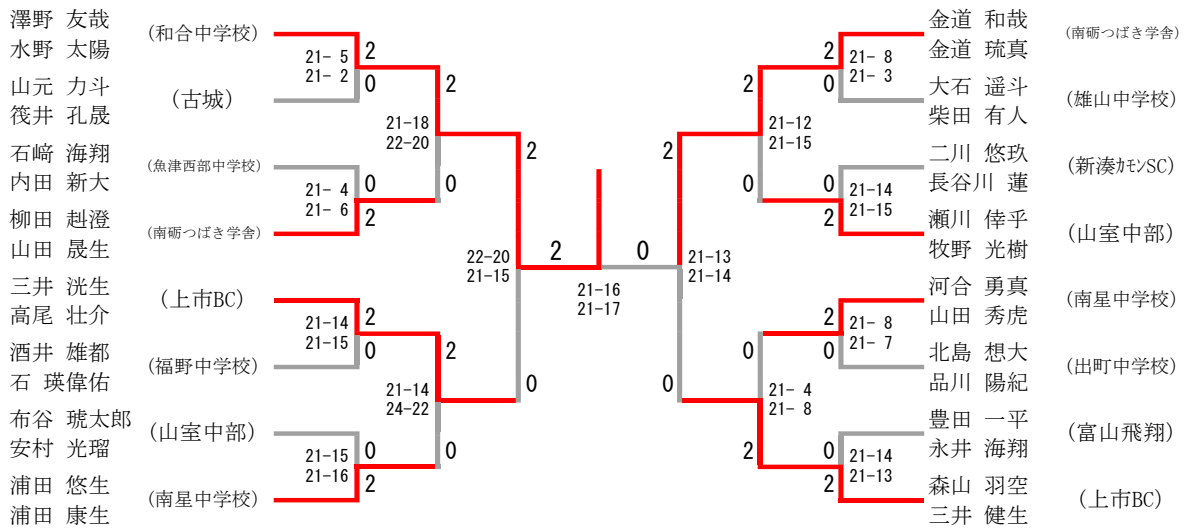 澤野 友哉
水野 太陽
(和合中学校)
山元 力斗
筏井 孔晟
(古城)
石﨑 海翔
内田 新大
(魚津西部中学校)
柳田 赳澄
山田 晟生
(南砺つばき学舎)
三井 洸生
高尾 壮介
(上市BC)
酒井 雄都
石 瑛偉佑
(福野中学校)
布谷 琥太郎
安村 光瑠
(山室中部)
浦田 悠生
浦田 康生
(南星中学校)
21- 5
21- 2
2
0
21- 4
21- 6
0
2
21-14
21-15
2
0
21-15
21-16
0
2
21-18
22-20
2
0
21-14
24-22
2
0
22-20
21-15
2
0
2
0
21-16
21-17
2
0
21-13
21-14
21-12
21-15
2
0
21- 4
21- 8
0
2
2
0
21- 8
21- 3
0
2
21-14
21-15
2
0
21- 8
21- 7
0
2
21-14
21-13
金道 和哉
金道 琉真
(南砺つばき学舎)
大石 遥斗
柴田 有人
(雄山中学校)
二川 悠玖
長谷川 蓮
(新湊ｶﾓﾝSC)
瀬川 倖乎
牧野 光樹
(山室中部)
河合 勇真
山田 秀虎
(南星中学校)
北島 想大
品川 陽紀
(出町中学校)
豊田 一平
永井 海翔
(富山飛翔)
森山 羽空
三井 健生
(上市BC)